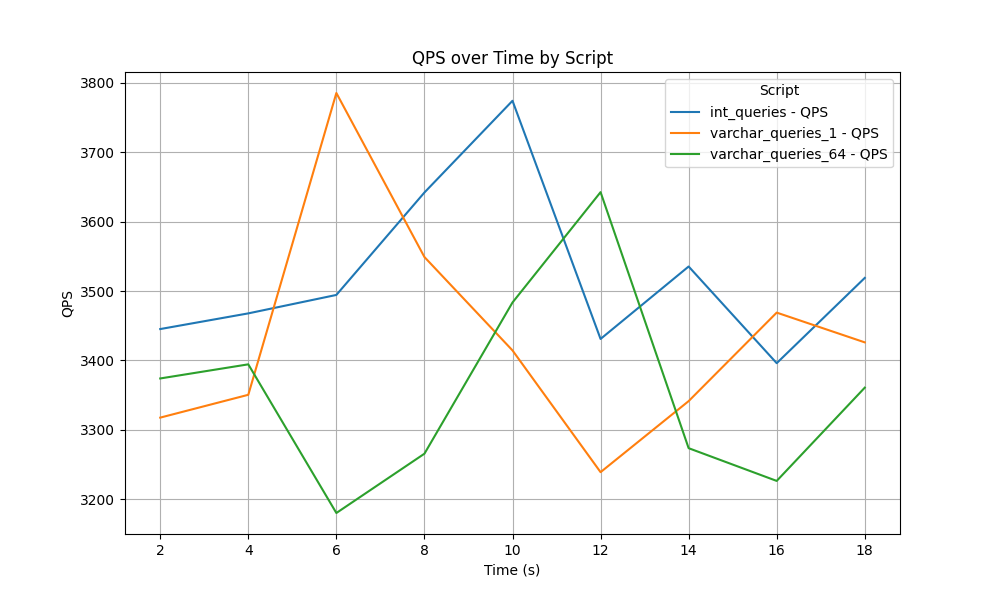 QPS over Time by Script
3800
3700
3600
3500
3400
3300
3200
QPS
Script
int_queries - QPS
varchar_queries_1 - QPS
varchar_queries_64 - QPS
2 4 6 8 10 12 14 16 18
Time (s)